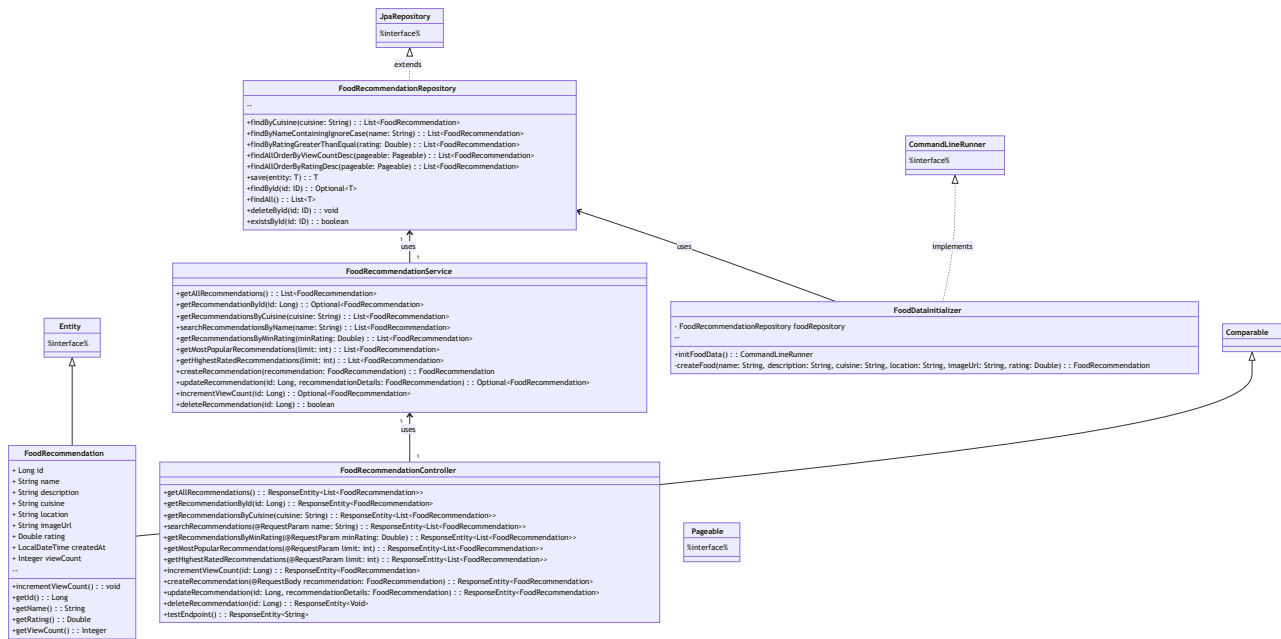 JpaRepository
%interface%
extends
FoodRecommendationRepository
--
+findByCuisine(cuisine: String) : : List<FoodRecommendation>
+findByNameContainingIgnoreCase(name: String) : : List<FoodRecommendation>
+findByRatingGreaterThanEqual(rating: Double) : : List<FoodRecommendation>
+findAllOrderByViewCountDesc(pageable: Pageable) : : List<FoodRecommendation>
+findAllOrderByRatingDesc(pageable: Pageable) : : List<FoodRecommendation>
+save(entity: T) : : T
+findById(id: ID) : : Optional<T>
+findAll() : : List<T>
+deleteById(id: ID) : : void
+existsById(id: ID) : : boolean
CommandLineRunner
%interface%
1
uses
1
uses
implements
FoodRecommendationService
+getAllRecommendations() : : List<FoodRecommendation>
+getRecommendationById(id: Long) : : Optional<FoodRecommendation>
+getRecommendationsByCuisine(cuisine: String) : : List<FoodRecommendation>
+searchRecommendationsByName(name: String) : : List<FoodRecommendation>
+getRecommendationsByMinRating(minRating: Double) : : List<FoodRecommendation>
+getMostPopularRecommendations(limit: int) : : List<FoodRecommendation>
+getHighestRatedRecommendations(limit: int) : : List<FoodRecommendation>
+createRecommendation(recommendation: FoodRecommendation) : : FoodRecommendation
+updateRecommendation(id: Long, recommendationDetails: FoodRecommendation) : : Optional<FoodRecommendation>
+incrementViewCount(id: Long) : : Optional<FoodRecommendation>
+deleteRecommendation(id: Long) : : boolean
FoodDataInitializer
- FoodRecommendationRepository foodRepository
--
+initFoodData() : : CommandLineRunner
-createFood(name: String, description: String, cuisine: String, location: String, imageUrl: String, rating: Double) : : FoodRecommendation
Entity
%interface%
Comparable
1
uses
1
FoodRecommendation
+ Long id
+ String name
+ String description
+ String cuisine
+ String location
+ String imageUrl
+ Double rating
+ LocalDateTime createdAt
+ Integer viewCount
--
+incrementViewCount() : : void
+getId() : : Long
+getName() : : String
+getRating() : : Double
+getViewCount() : : Integer
FoodRecommendationController
+getAllRecommendations() : : ResponseEntity<List<FoodRecommendation>>
+getRecommendationById(id: Long) : : ResponseEntity<FoodRecommendation>
+getRecommendationsByCuisine(cuisine: String) : : ResponseEntity<List<FoodRecommendation>>
+searchRecommendations(@RequestParam name: String) : : ResponseEntity<List<FoodRecommendation>>
+getRecommendationsByMinRating(@RequestParam minRating: Double) : : ResponseEntity<List<FoodRecommendation>>
+getMostPopularRecommendations(@RequestParam limit: int) : : ResponseEntity<List<FoodRecommendation>>
+getHighestRatedRecommendations(@RequestParam limit: int) : : ResponseEntity<List<FoodRecommendation>>
+incrementViewCount(id: Long) : : ResponseEntity<FoodRecommendation>
+createRecommendation(@RequestBody recommendation: FoodRecommendation) : : ResponseEntity<FoodRecommendation>
+updateRecommendation(id: Long, recommendationDetails: FoodRecommendation) : : ResponseEntity<FoodRecommendation>
+deleteRecommendation(id: Long) : : ResponseEntity<Void>
+testEndpoint() : : ResponseEntity<String>
Pageable
%interface%